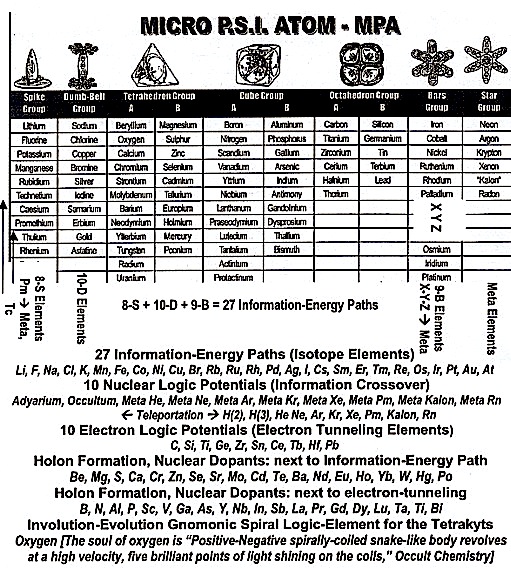 MICRO P.S.I. ATOM - MPA
Spike Group Dumb-Bell Group Tetrahedron Group A B Cube Group A B Octahedron Group A B Bars Group Star Group
Lithium Sodium Beryllium Magnesium Boron Aluminum Carbon Silicon Iron Neon
Fluorine Chlorine Oxygen Sulphur Nitrogen Phosphorus Titanium Germanium Cobalt Argon
Potassium Copper Calcium Zinc Scandium Gallium Zirconium Tin Nickel Krypton
Manganese Bromine Chromium Selenium Vanadium Arsenic Cerium Terbium Ruthenium Xenon
Rubidium Silver Strontium Cadmium Yttrium Indium Hafnium Lead Rhodium "Kalon"
Technetium Iodine Molybdenum Tellurium Niobium Antimony Thorium Palladium Radon
Caesium Samarium Barium Europium Lanthanum Gandolinium X
Promethium Erbium Neodymium Holmium Praseodymium Dysprosium Y
Thulium Gold Ytterbium Mercury Lutecium Thallium Z
Rhenium Astatine Tungsten Poonium Tantalum Bismuth Osmium
Radium Actinium Iridium
Uranium Protactinum Platinum
Tc
Pm → Meta,
8-S Elements
10-D Elements
8-S + 10-D + 9-B = 27 Information-Energy Paths
X-Y-Z → Meta
9-B Elements
Meta Elements
27 Information-Energy Paths (Isotope Elements)
Li, F, Na, Cl, K, Mn, Fe, Co, Ni, Cu, Br, Rb, Ru, Rh, Pd, Ag, I, Cs, Sm, Er, Tm, Re, Os, Ir, Pt, Au, At
10 Nuclear Logic Potentials (Information Crossover)
Adyarium, Occultum, Meta He, Meta Ne, Meta Ar, Meta Kr, Meta Xe, Meta Pm, Meta Kalon, Meta Rn
← Teleportation → H(2), H(3), He Ne, Ar, Kr, Xe, Pm, Kalon, Rn
10 Electron Logic Potentials (Electron Tunneling Elements)
C, Si, Ti, Ge, Zr, Sn, Ce, Tb, Hf, Pb
Holon Formation, Nuclear Dopants: next to Information-Energy Path
Be, Mg, S, Ca, Cr, Zn, Se, Sr, Mo, Cd, Te, Ba, Nd, Eu, Ho, Yb, W, Hg, Po
Holon Formation, Nuclear Dopants: next to electron-tunneling
B, N, Al, P, Sc, V, Ga, As, Y, Nb, In, Sb, La, Pr, Gd, Dy, Lu, Ta, Ti, Bi
Involution-Evolution Gnomonic Spiral Logic-Element for the Tetrakyts
Oxygen [The soul of oxygen is "Positive-Negative spirally-coiled snake-like body revolves
at a high velocity, five brilliant points of light shining on the coils," Occult Chemistry]